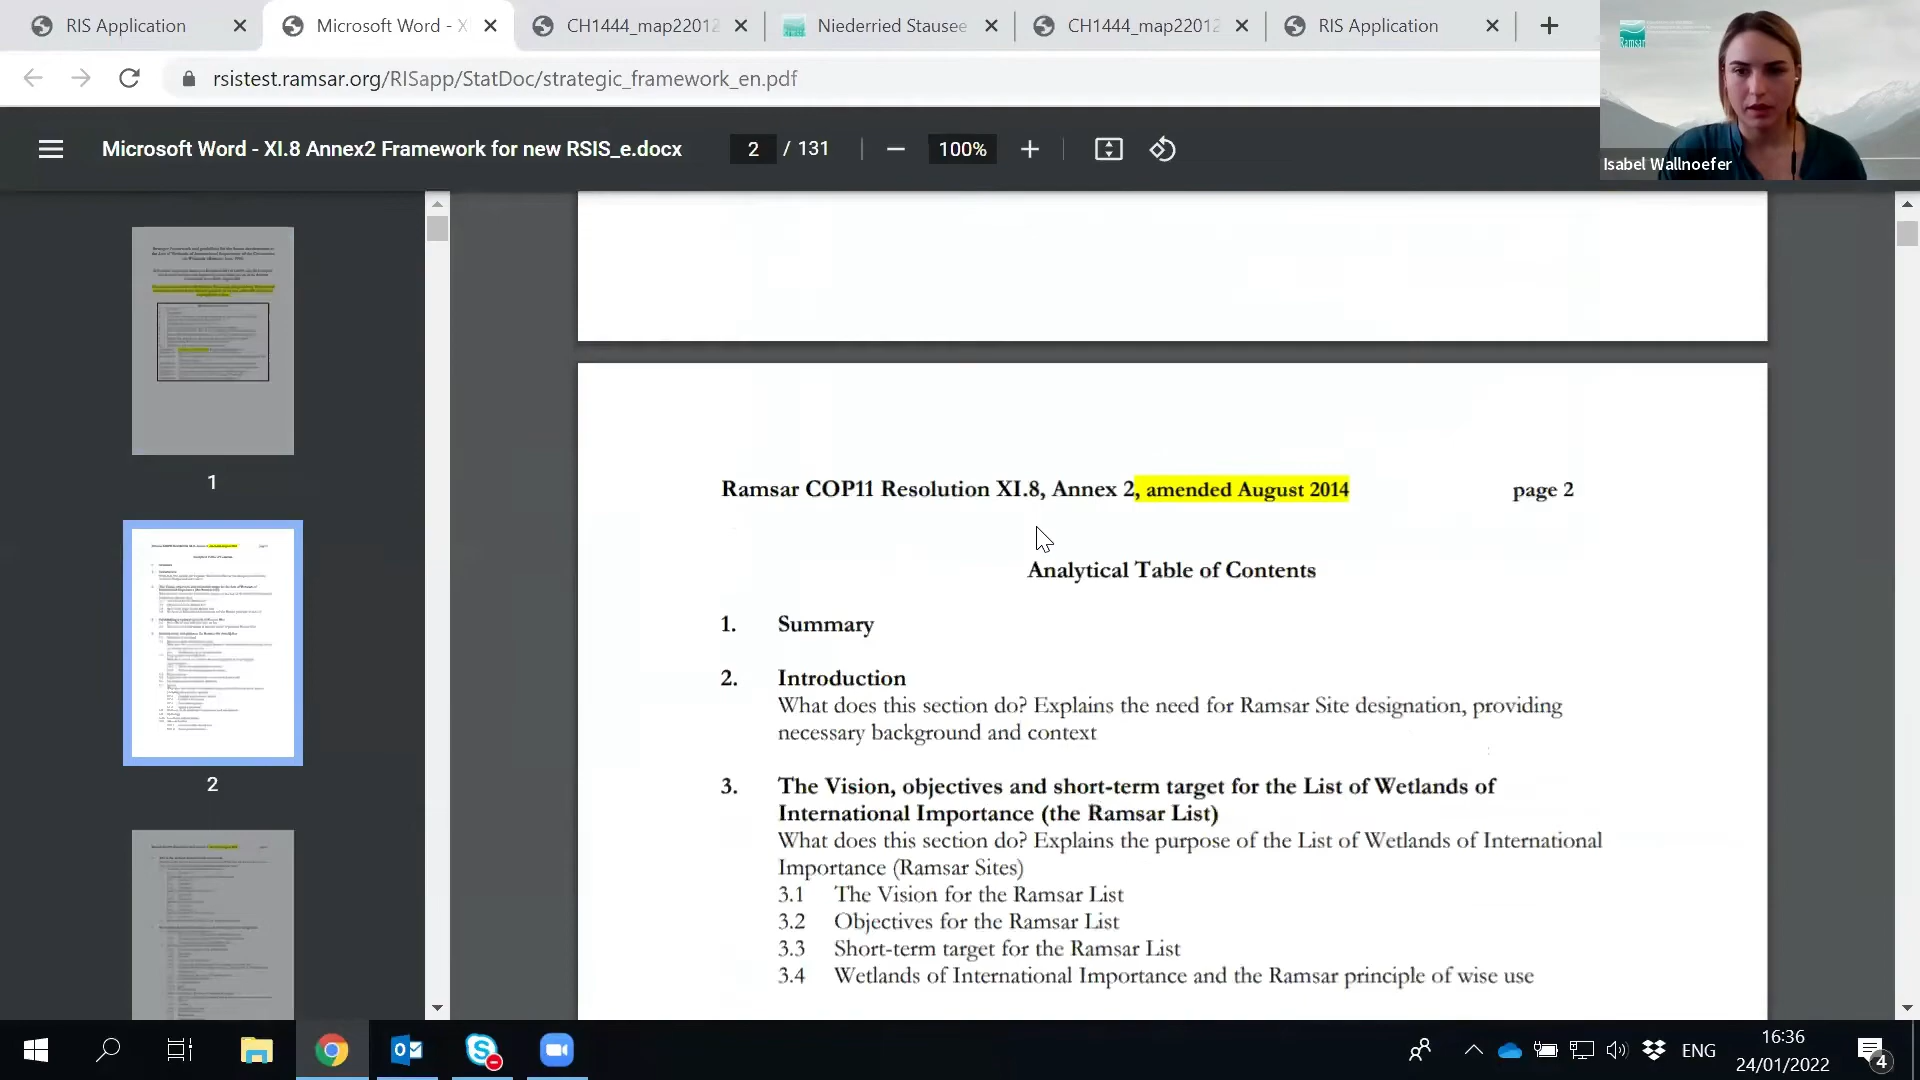 RIS Application
Microsoft Word - X
CH1444_map22012
Niederried Stausee
CH1444_map22012
RIS Application
Ramsar
rsistest.ramsar.org/RISapp/StatDoc/strategic_framework_en.pdf
Microsoft Word - XI.8 Annex2 Framework for new RSIS_e.docx
2 / 131
100%
Isabel Wallnoefer
1
2
Ramsar COP11 Resolution XI.8, Annex 2, amended August 2014 page 2
Analytical Table of Contents
1. Summary
2. Introduction
What does this section do? Explains the need for Ramsar Site designation, providing
necessary background and context
3. The Vision, objectives and short-term target for the List of Wetlands of
International Importance (the Ramsar List)
What does this section do? Explains the purpose of the List of Wetlands of International
Importance (Ramsar Sites)
3.1 The Vision for the Ramsar List
3.2 Objectives for the Ramsar List
3.3 Short-term target for the Ramsar List
3.4 Wetlands of International Importance and the Ramsar principle of wise use
ENG
16:36
24/01/2022
4